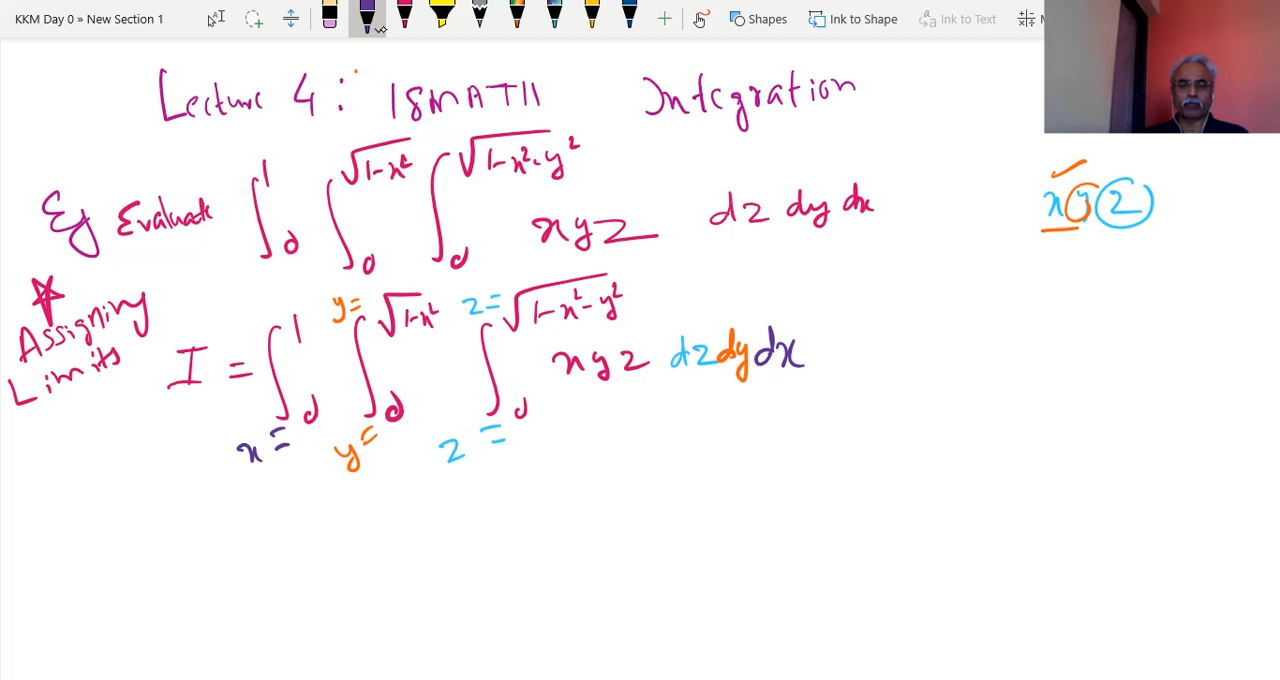 KKM Day 0 » New Section 1
Shapes
Ink to Shape
Ink to Text
Lecture 4 : 18MAT11 Integration
Eg Evaluate ∫₀¹ ∫₀^√(1-x²) ∫₀^√(1-x²-y²) xyz dz dy dx
xyz
★ Assigning Limits
I = ∫_{x=0}^{1} ∫_{y=0}^{y=√(1-x²)} ∫_{z=0}^{z=√(1-x²-y²)} xyz dz dy dx